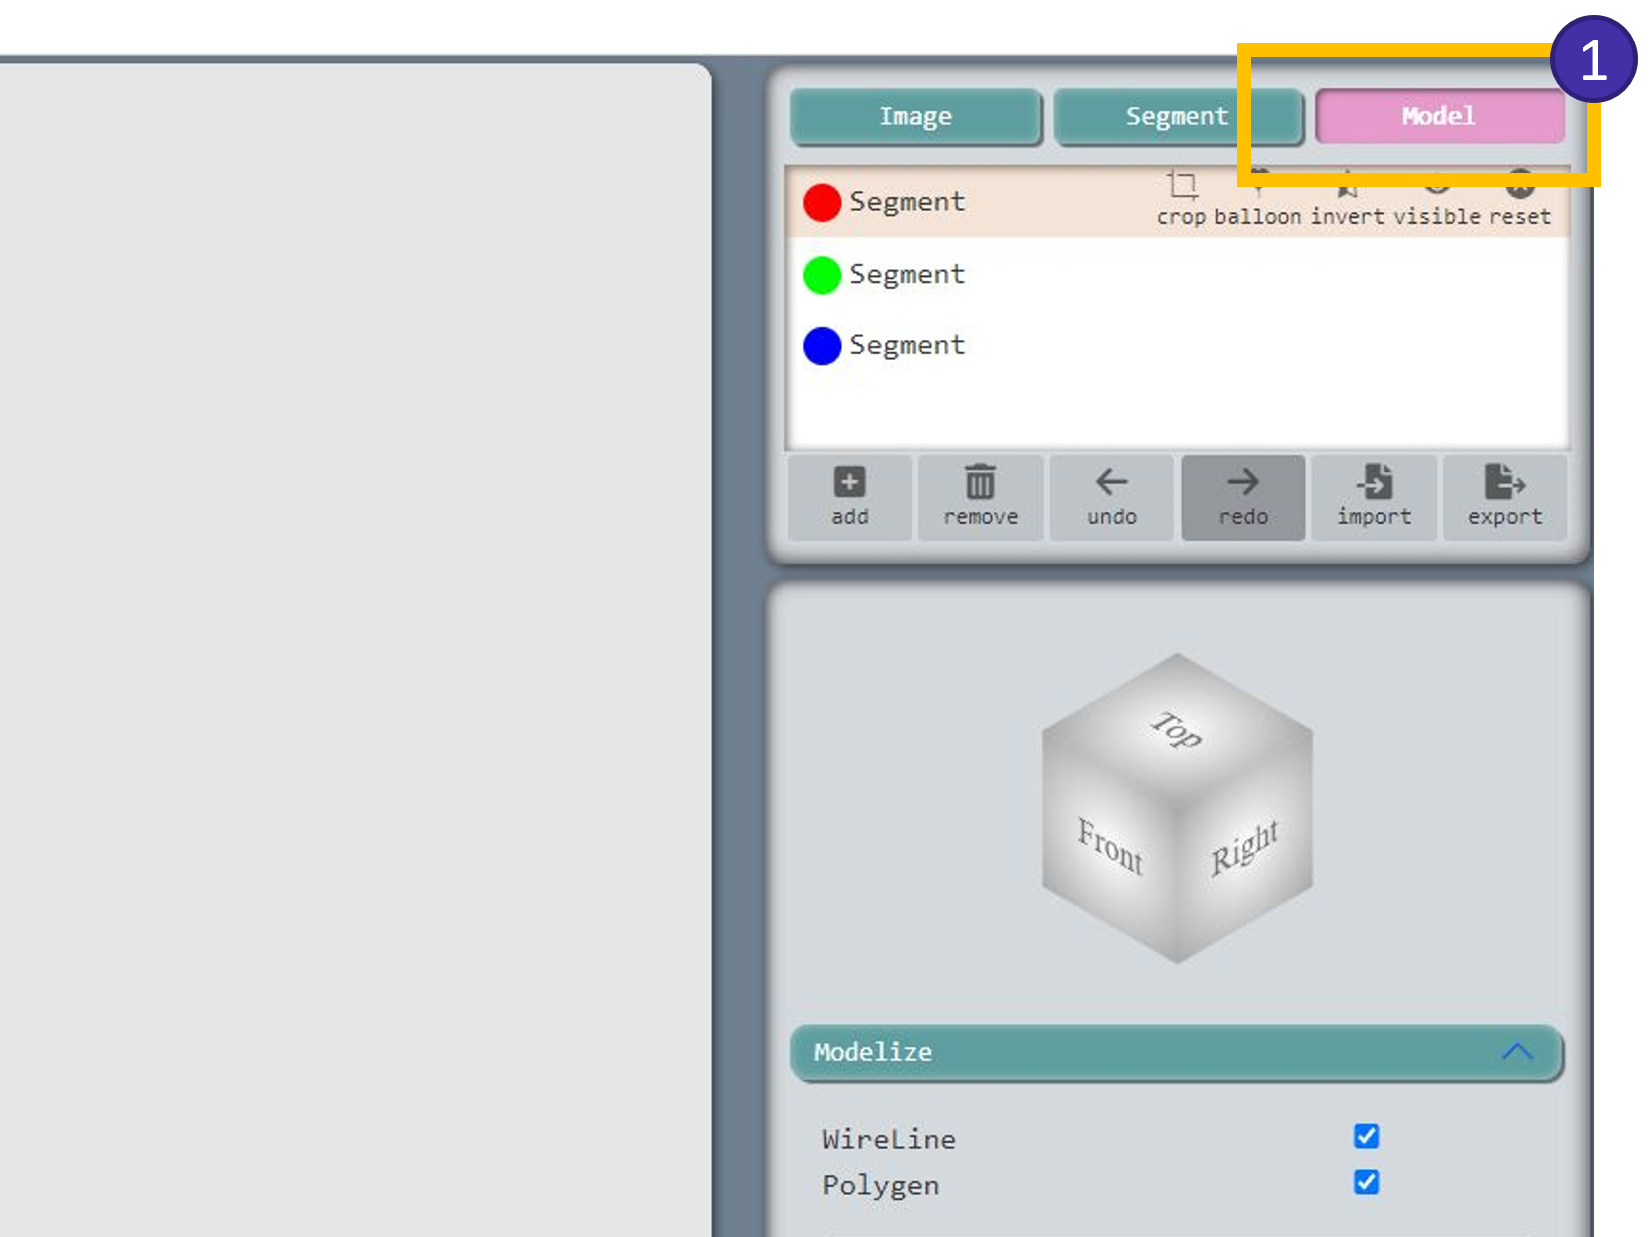 1
Image Segment Model
Segment crop balloon invert visible reset
Segment
Segment
add remove undo redo import export
Top
Front Right
Modelize
WireLine
Polygen